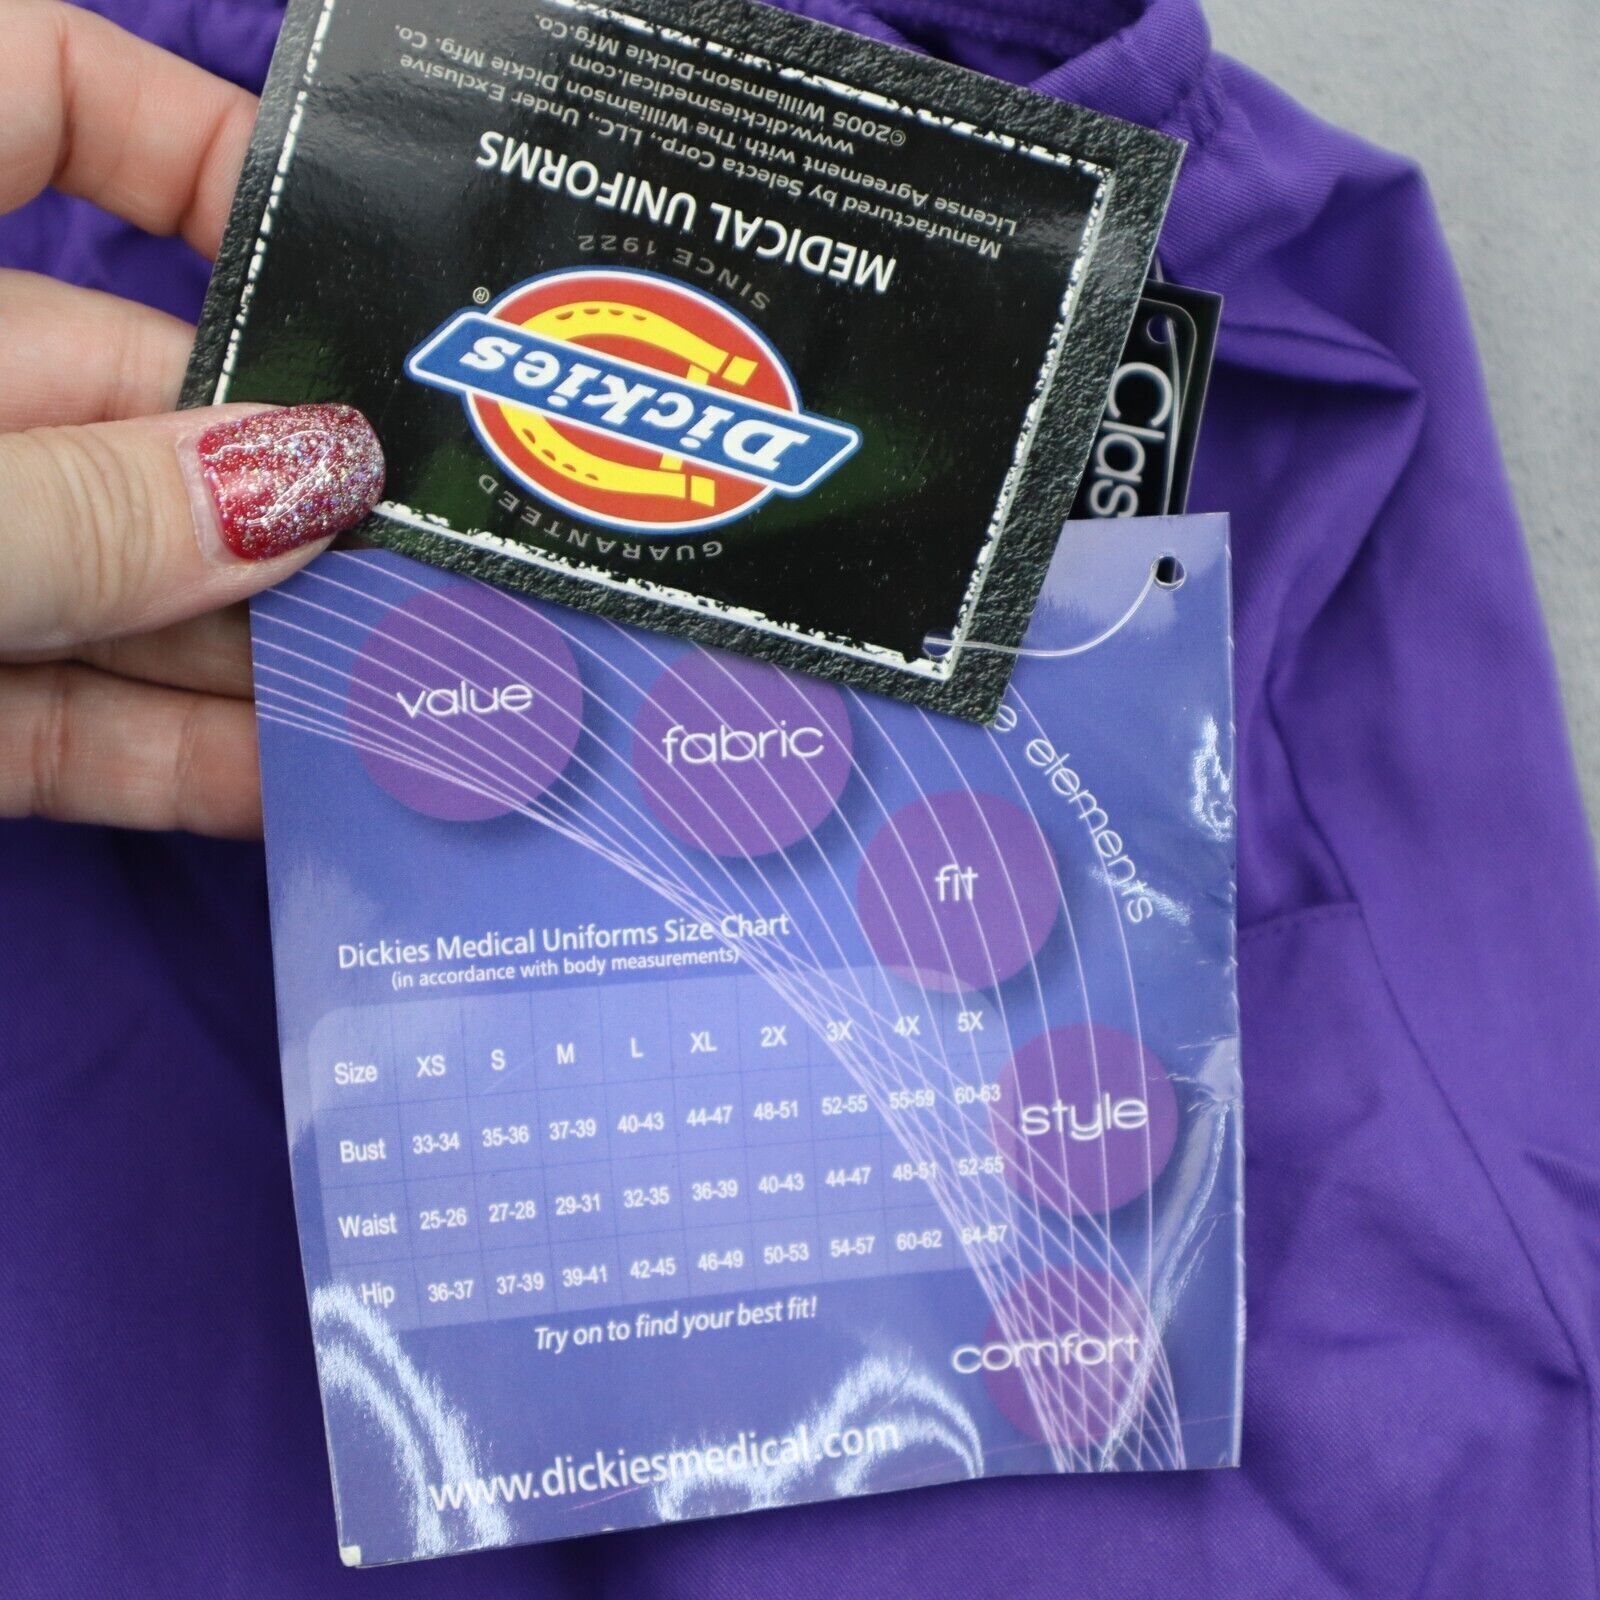 Manufactured by Selecta Corp., LLC., Under Exclusive
License Agreement with The Williamson Dickie Mfg. Co.
www.dickiesmedical.com
©2005 Williamson-Dickie Mfg.Co.
MEDICAL UNIFORMS
SINCE 1922
Dickies ®
GUARANTEED
Clas
value
fabric
fit
style
comfort
e elements
Dickies Medical Uniforms Size Chart
(in accordance with body measurements)
Size XS S M L XL 2X 3X 4X 5X
Bust 33-34 35-36 37-39 40-43 44-47 48-51 52-55 55-59 60-63
Waist 25-26 27-28 29-31 32-35 36-39 40-43 44-47 48-51 52-55
Hip 36-37 37-39 39-41 42-45 46-49 50-53 54-57 60-62 64-67
Try on to find your best fit!
www.dickiesmedical.com